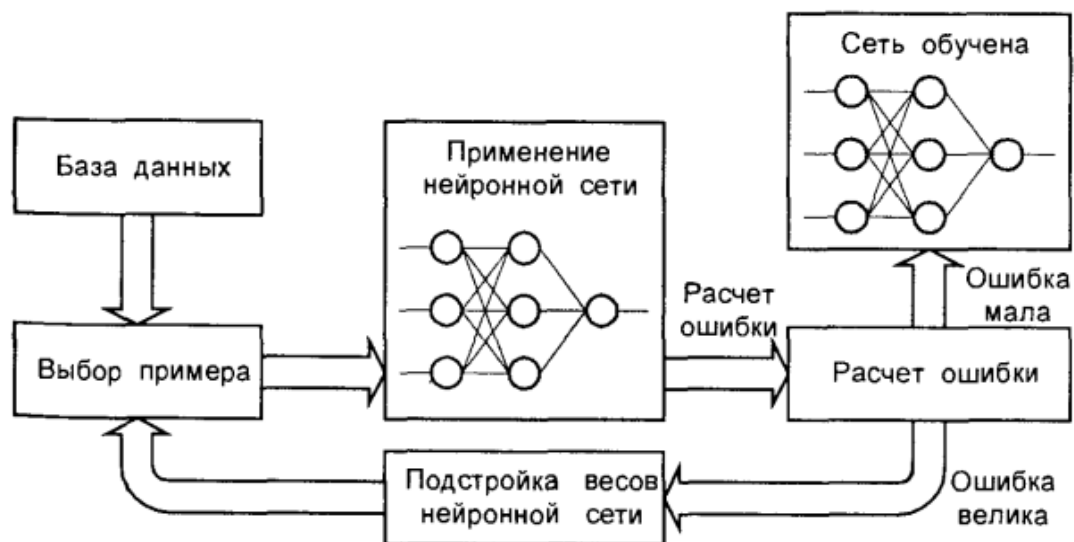 Сеть обучена
База данных
Применение
нейронной сети
Расчет
ошибки
Ошибка
мала
Выбор примера
Расчет ошибки
Подстройка весов
нейронной сети
Ошибка
велика